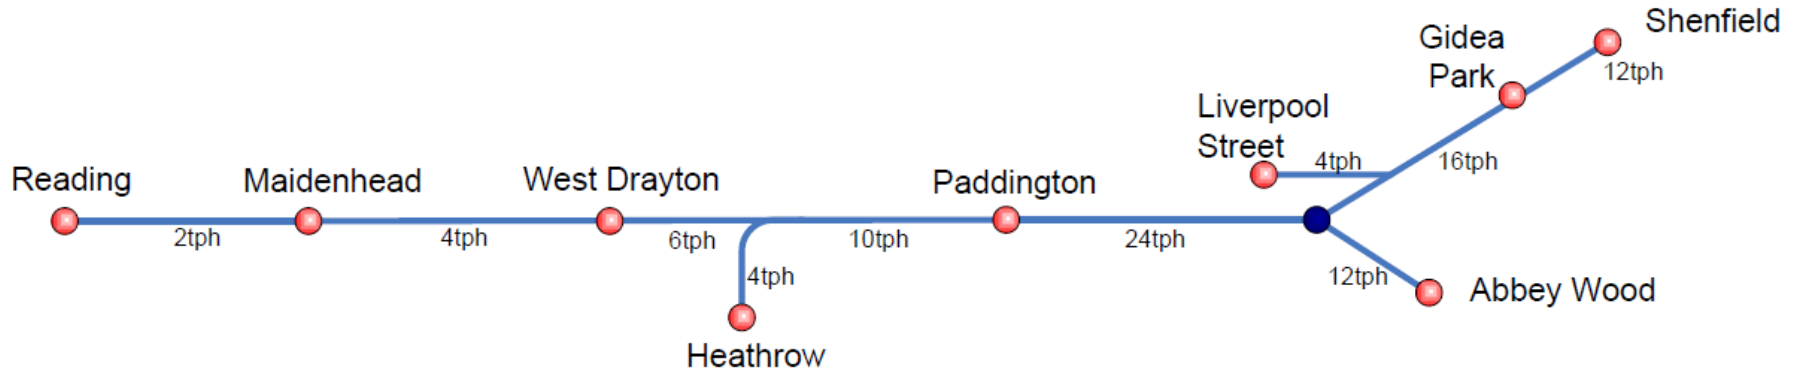 Shenfield
Gidea
Park
12tph
Liverpool
Street
4tph
16tph
Reading
Maidenhead
West Drayton
Paddington
2tph
4tph
6tph
10tph
24tph
4tph
12tph
Abbey Wood
Heathrow